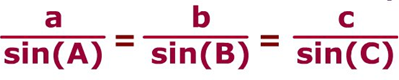 a/sin(A) = b/sin(B) = c/sin(C)